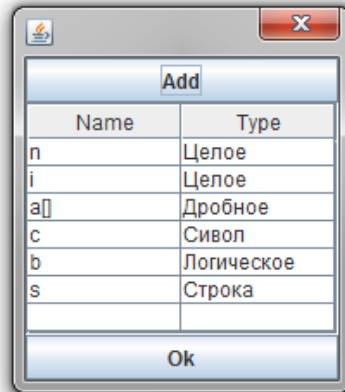 Add
Name Type
n Целое
i Целое
a[] Дробное
c Сивол
b Логическое
s Строка
Ok